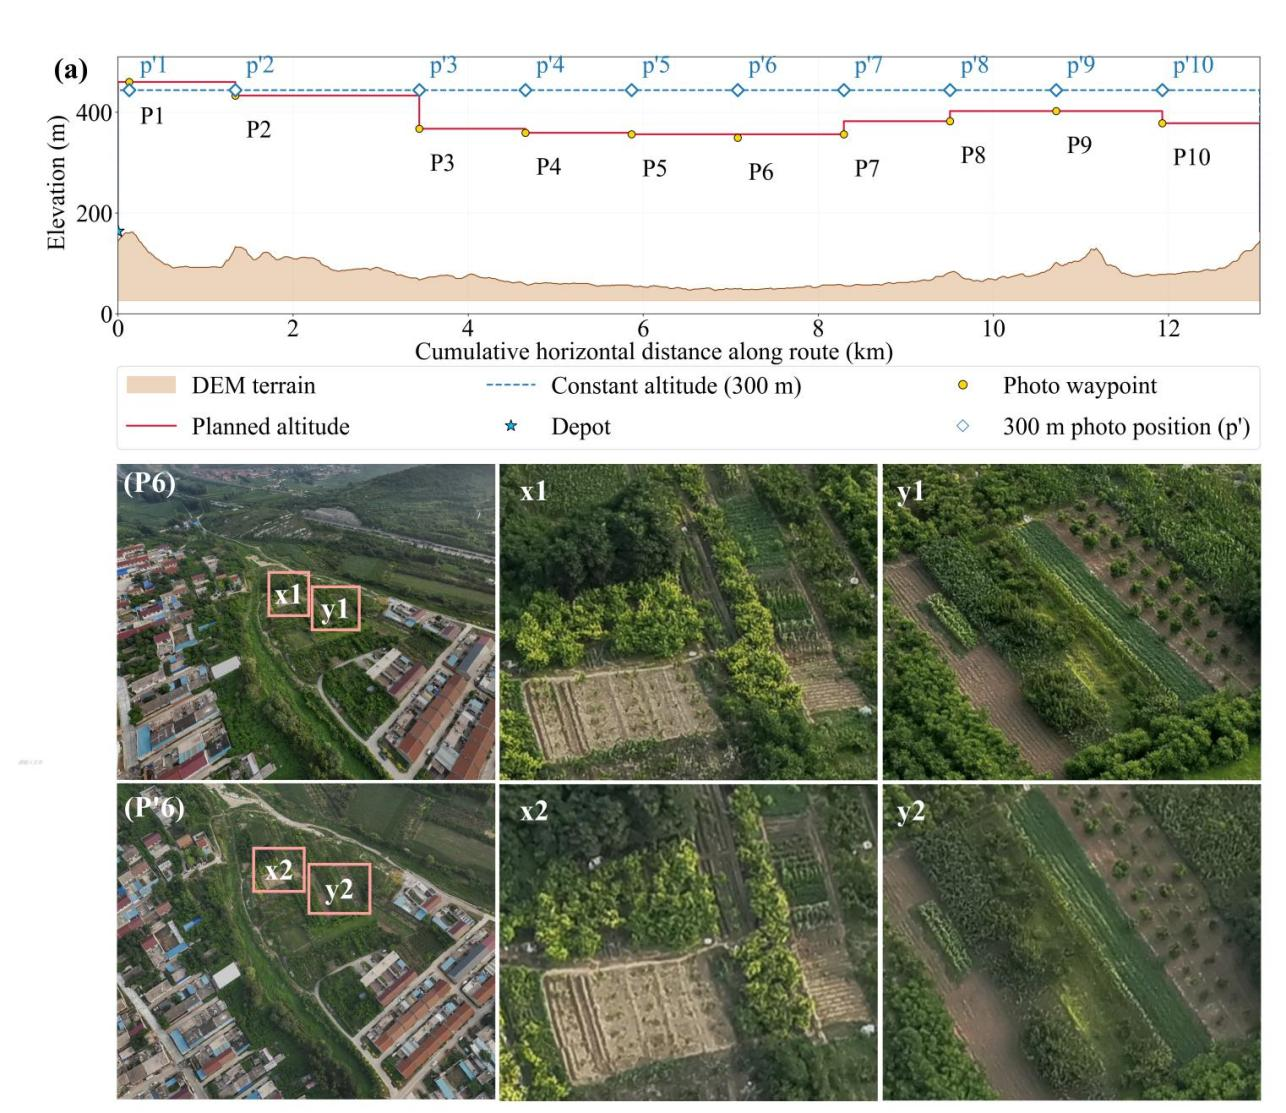 (a)
p'1 p'2 p'3 p'4 p'5 p'6 p'7 p'8 p'9 p'10
400
P1 P2 P3 P4 P5 P6 P7 P8 P9 P10
Elevation (m)
200
0
0 2 4 6 8 10 12
Cumulative horizontal distance along route (km)
DEM terrain Constant altitude (300 m) Photo waypoint
Planned altitude Depot 300 m photo position (p')
(P6) x1 y1
x1
y1
(P'6) x2 y2
x2
y2